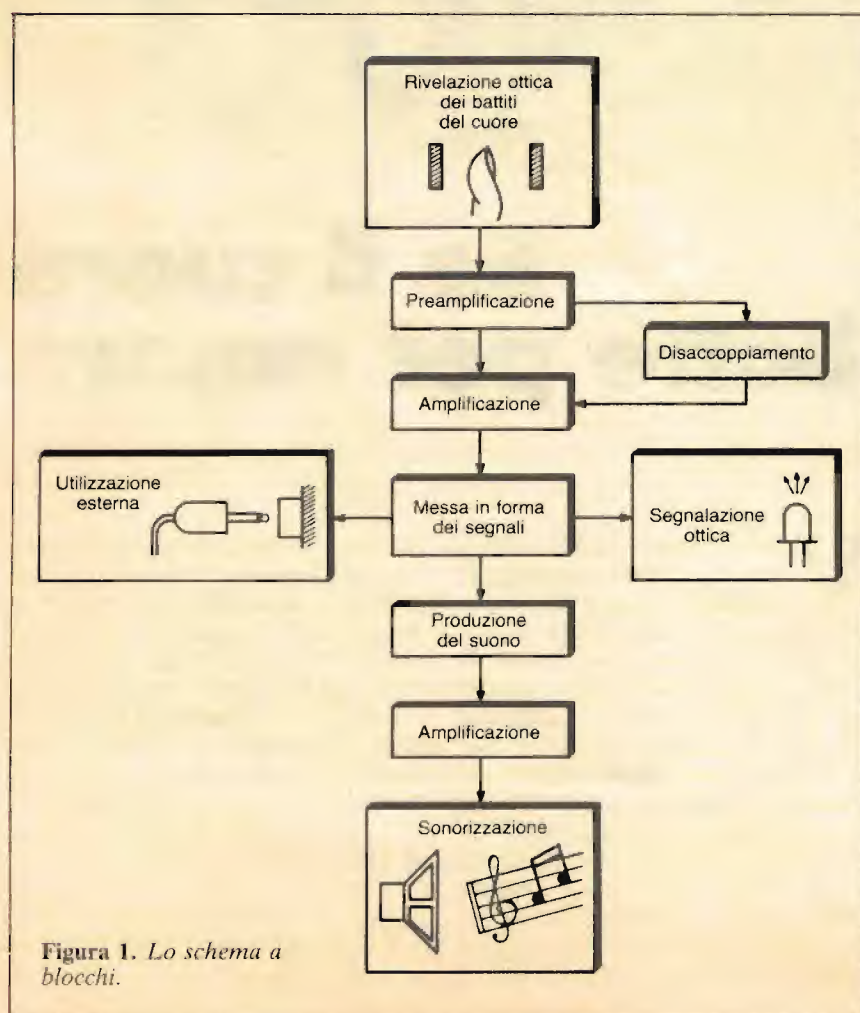 Rivelazione ottica
dei battiti
del cuore
Preamplificazione
Disaccoppiamento
Amplificazione
Utilizzazione
esterna
Messa in forma
dei segnali
Segnalazione
ottica
Produzione
del suono
Amplificazione
Sonorizzazione
Figura 1. Lo schema a
blocchi.